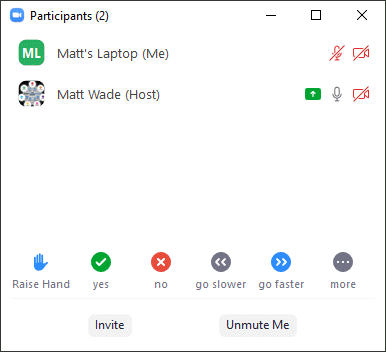 Participants (2)
ML Matt's Laptop (Me)
Matt Wade (Host)
Raise Hand yes no go slower go faster more
Invite Unmute Me